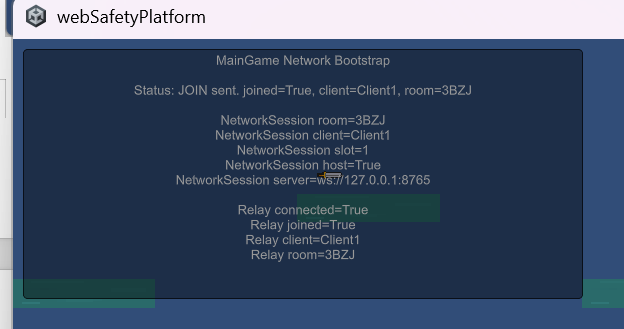 webSafetyPlatform
MainGame Network Bootstrap
Status: JOIN sent. joined=True, client=Client1, room=3BZJ
NetworkSession room=3BZJ
NetworkSession client=Client1
NetworkSession slot=1
NetworkSession host=True
NetworkSession server=ws://127.0.0.1:8765
Relay connected=True
Relay joined=True
Relay client=Client1
Relay room=3BZJ